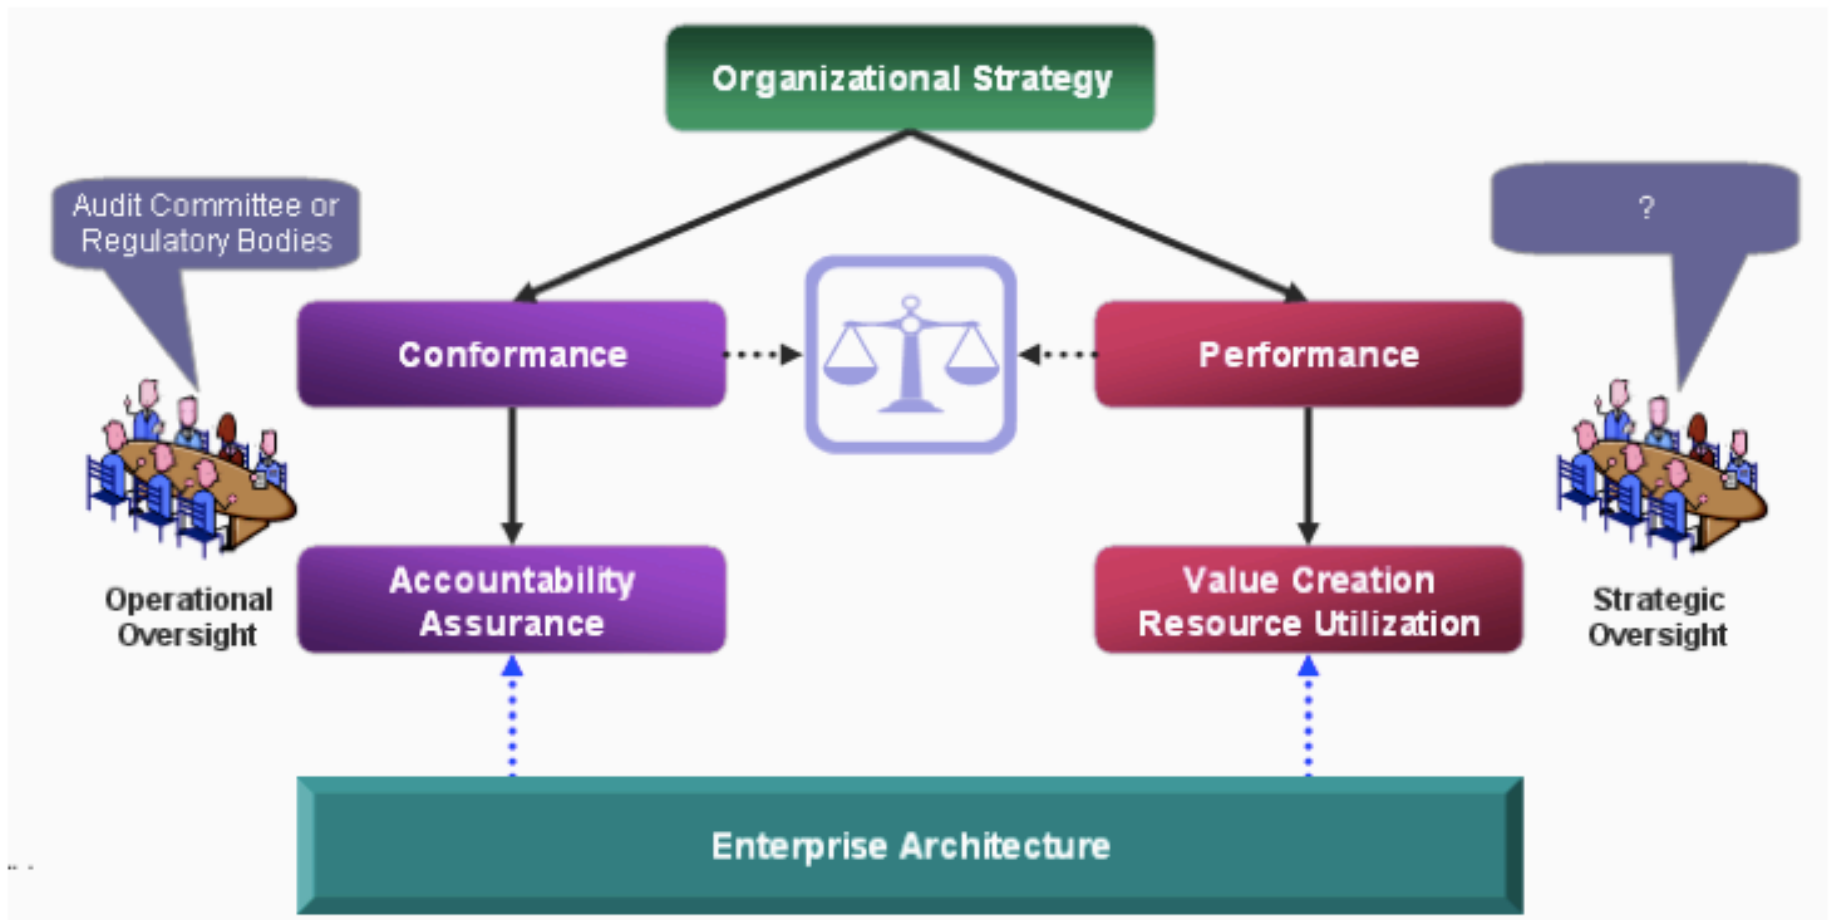 Organizational Strategy
Audit Committee or
Regulatory Bodies
?
Conformance
Performance
Operational
Oversight
Accountability
Assurance
Value Creation
Resource Utilization
Strategic
Oversight
Enterprise Architecture